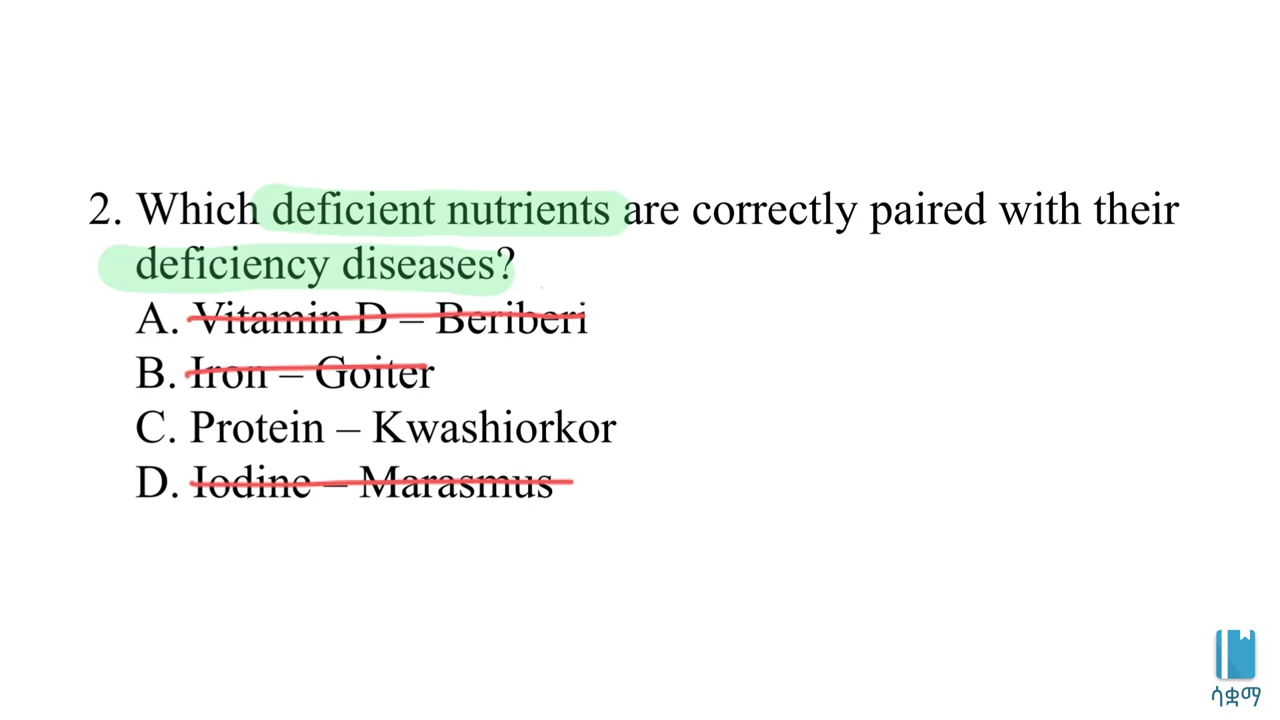 2. Which deficient nutrients are correctly paired with their
deficiency diseases?
A. Vitamin D – Beriberi
B. Iron – Goiter
C. Protein – Kwashiorkor
D. Iodine – Marasmus
ሳቋማ